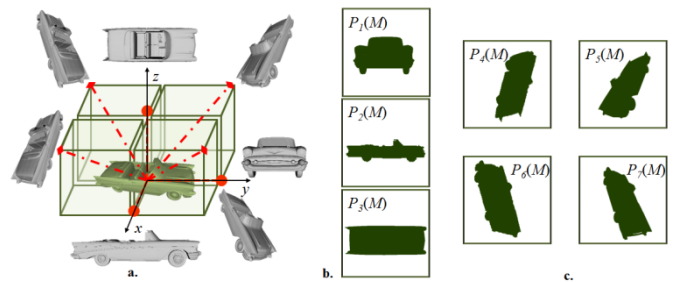 z
y
x
a.
P1(M)
P2(M)
P3(M)
b.
P4(M)
P5(M)
P6(M)
P7(M)
c.